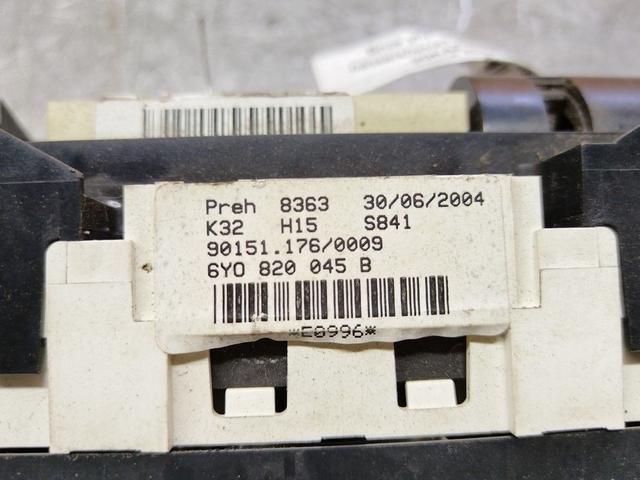 Preh 8363 30/06/2004
K32 H15 S841
90151.176/0009
6Y0 820 045 B
*E0996*